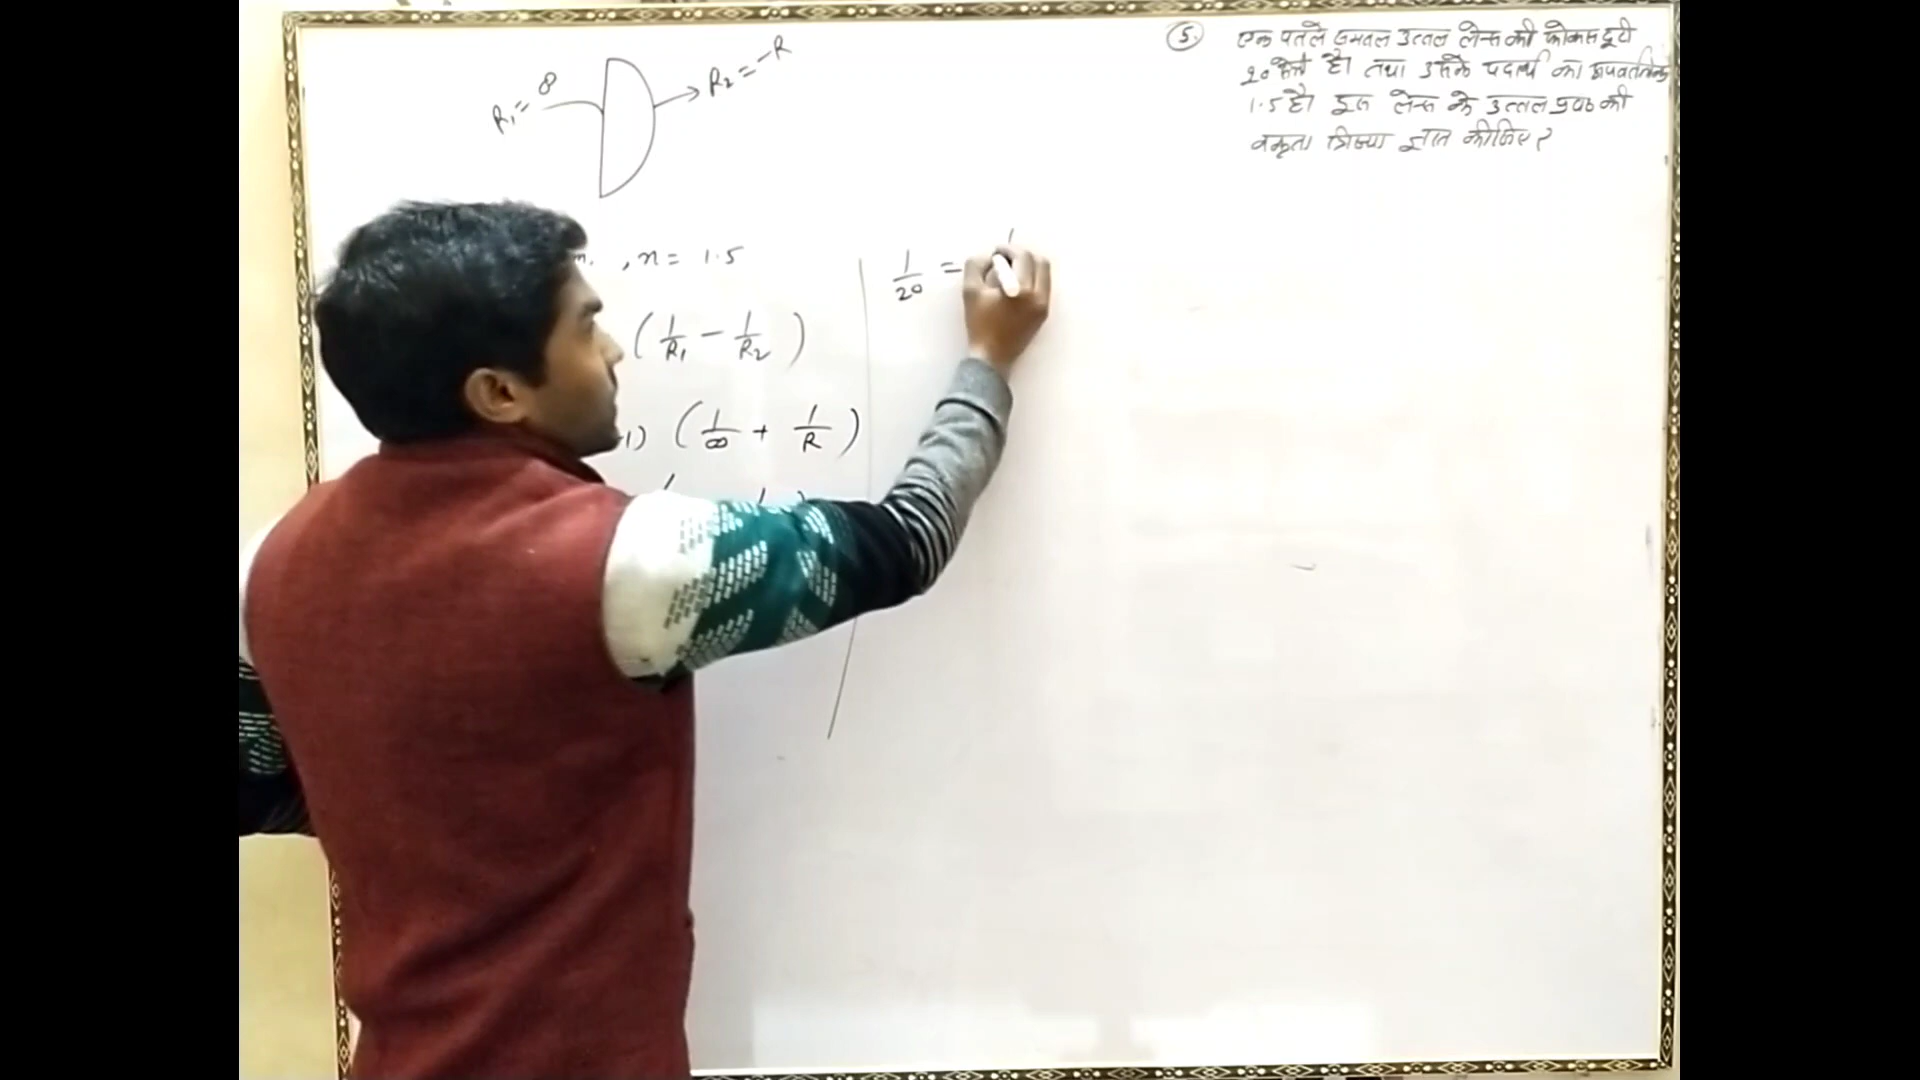 5. एक पतले समतल उत्तल लेन्स की फोकस दूरी
20 सेमी है। तथा उसके पदार्थ का अपवर्तनांक
1.5 है। इस लेन्स के उत्तल पृष्ठ की
वक्रता त्रिज्या ज्ञात कीजिए?
R₁ = ∞
R₂ = -R
, n = 1.5
(1/R₁ - 1/R₂)
1) (1/∞ + 1/R)
1/20 =